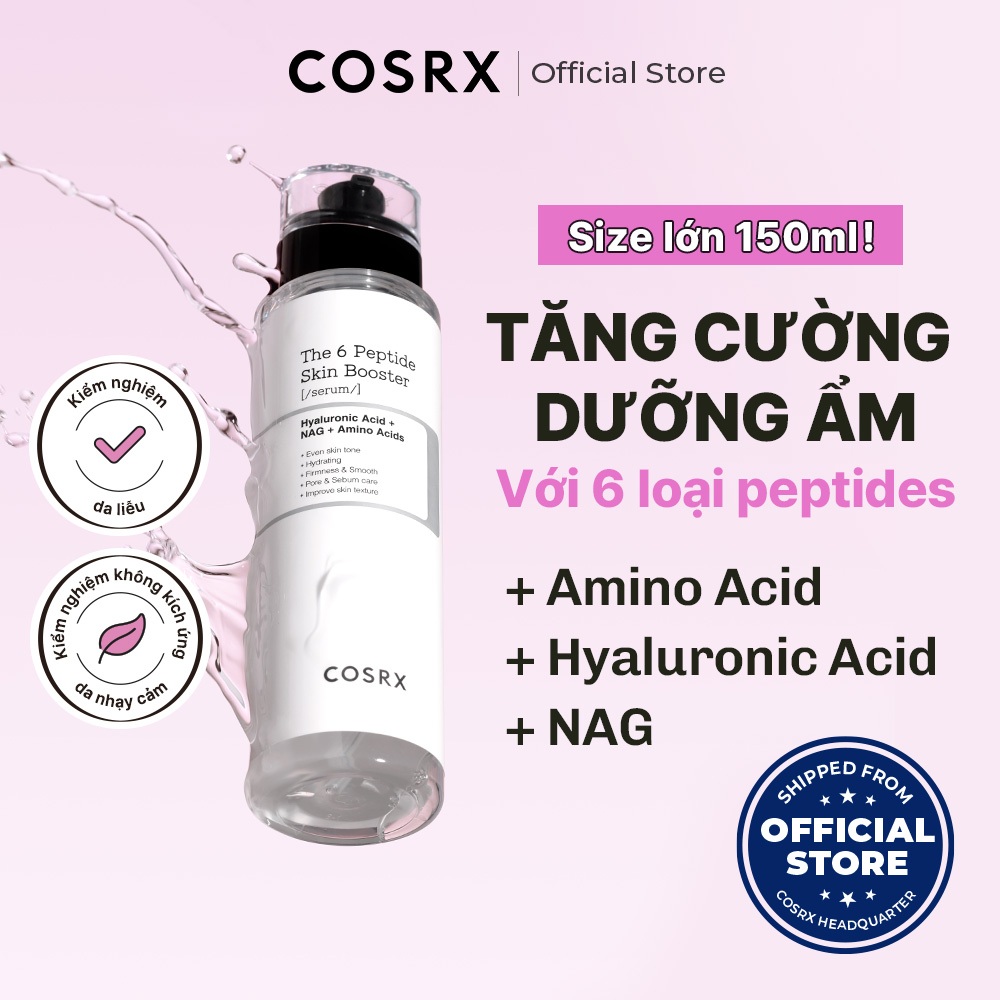 COSRX | Official Store
Size lớn 150ml!
TĂNG CƯỜNG
DƯỠNG ẨM
Với 6 loại peptides
+ Amino Acid
+ Hyaluronic Acid
+ NAG
The 6 Peptide
Skin Booster
[/serum/]
Hyaluronic Acid +
NAG + Amino Acids
• Even skin tone
• Hydrating
• Firmness & Smooth
• Pore & Sebum care
• Improve skin texture
COSRX
Kiểm nghiệm
da liễu
Kiểm nghiệm không kích ứng
da nhạy cảm
SHIPPED FROM
OFFICIAL
STORE
COSRX HEADQUARTER